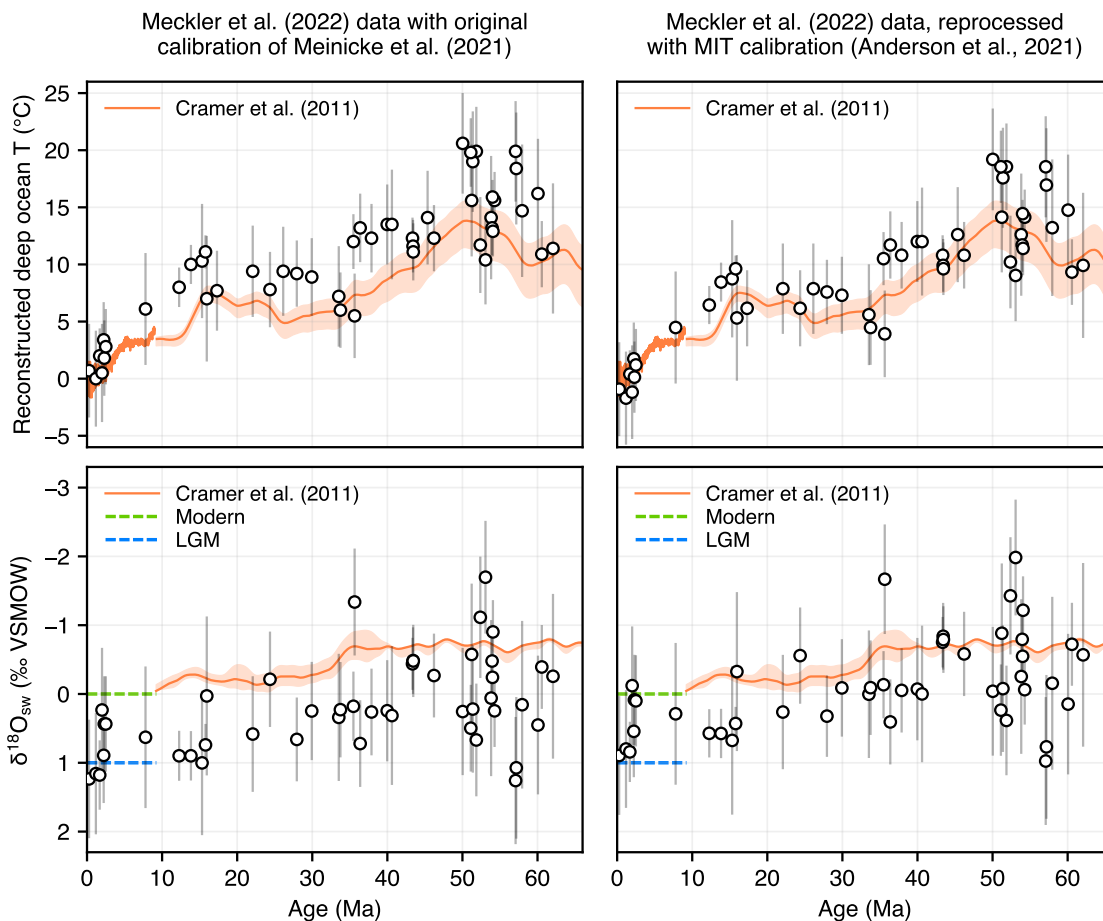 Meckler et al. (2022) data with original
calibration of Meinicke et al. (2021)
Meckler et al. (2022) data, reprocessed
with MIT calibration (Anderson et al., 2021)
Reconstructed deep ocean T (°C)
25
20
15
10
5
0
−5
Cramer et al. (2011)
Cramer et al. (2011)
δ¹⁸Oₛw (‰ VSMOW)
−3
−2
−1
0
1
2
Cramer et al. (2011)
Modern
LGM
Cramer et al. (2011)
Modern
LGM
0 10 20 30 40 50 60
Age (Ma)
0 10 20 30 40 50 60
Age (Ma)